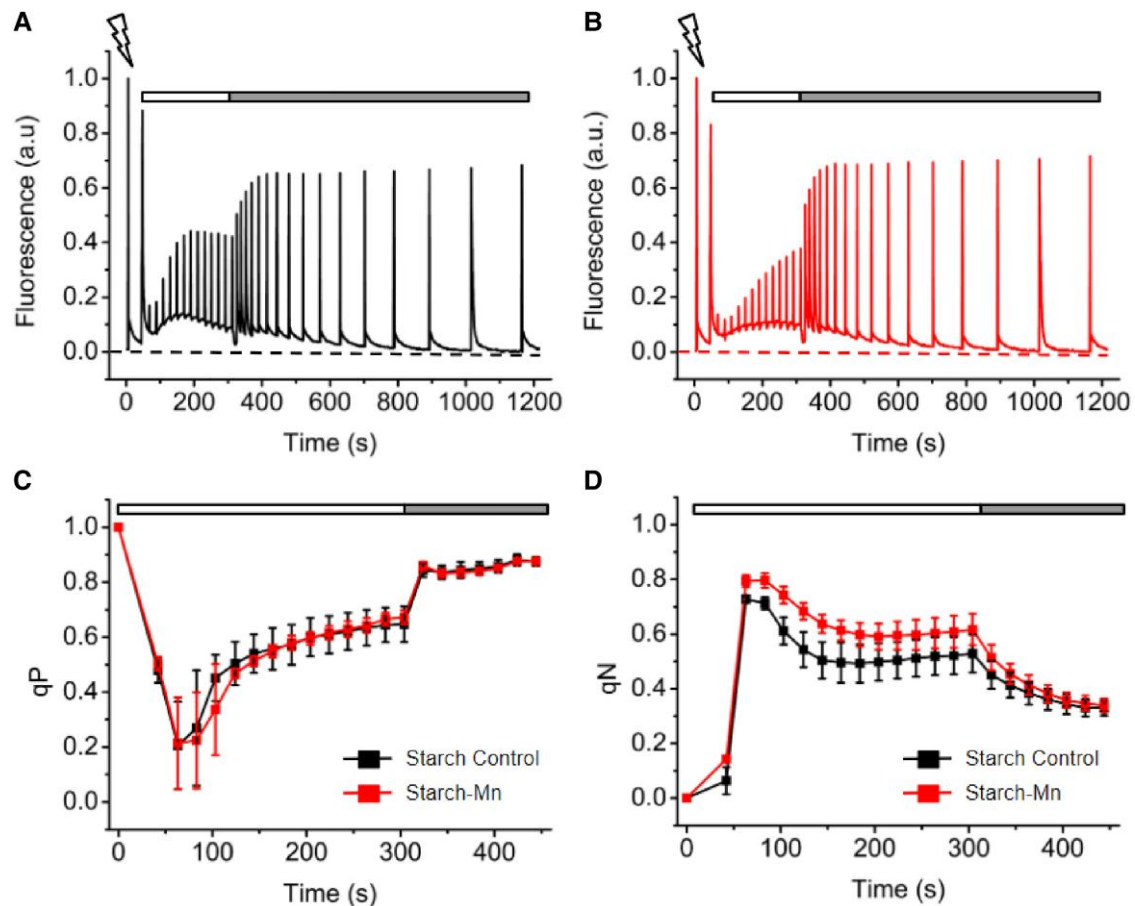 A
Fluorescence (a.u)
1.0
0.8
0.6
0.4
0.2
0.0
0 200 400 600 800 1000 1200
Time (s)
B
Fluorescence (a.u.)
1.0
0.8
0.6
0.4
0.2
0.0
0 200 400 600 800 1000 1200
Time (s)
C
qP
1.0
0.8
0.6
0.4
0.2
0.0
Starch Control
Starch-Mn
0 100 200 300 400
Time (s)
D
qN
1.0
0.8
0.6
0.4
0.2
0.0
Starch Control
Starch-Mn
0 100 200 300 400
Time (s)